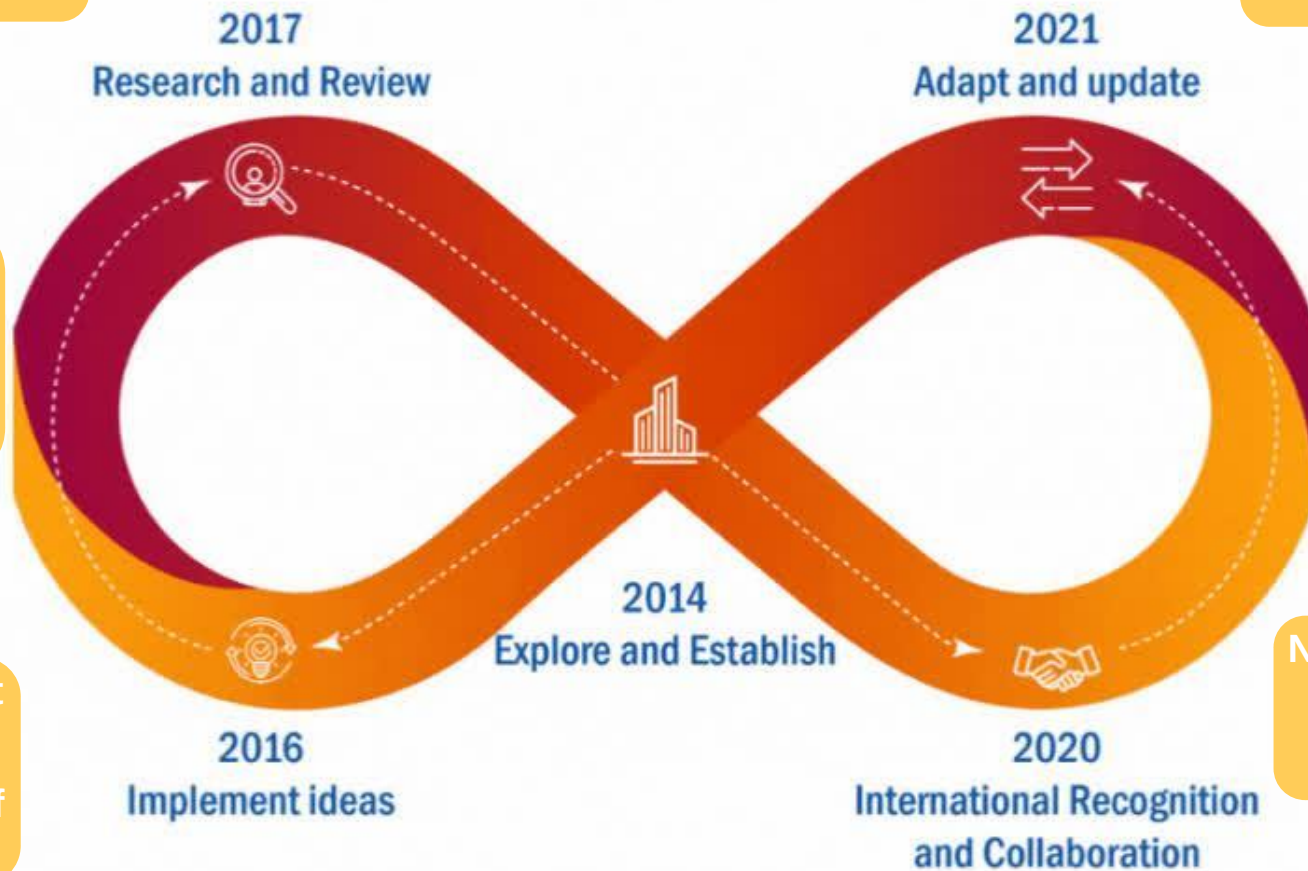 2017
Research and Review
2021
Adapt and update
2014
Explore and Establish
2016
Implement ideas
2020
International Recognition
and Collaboration